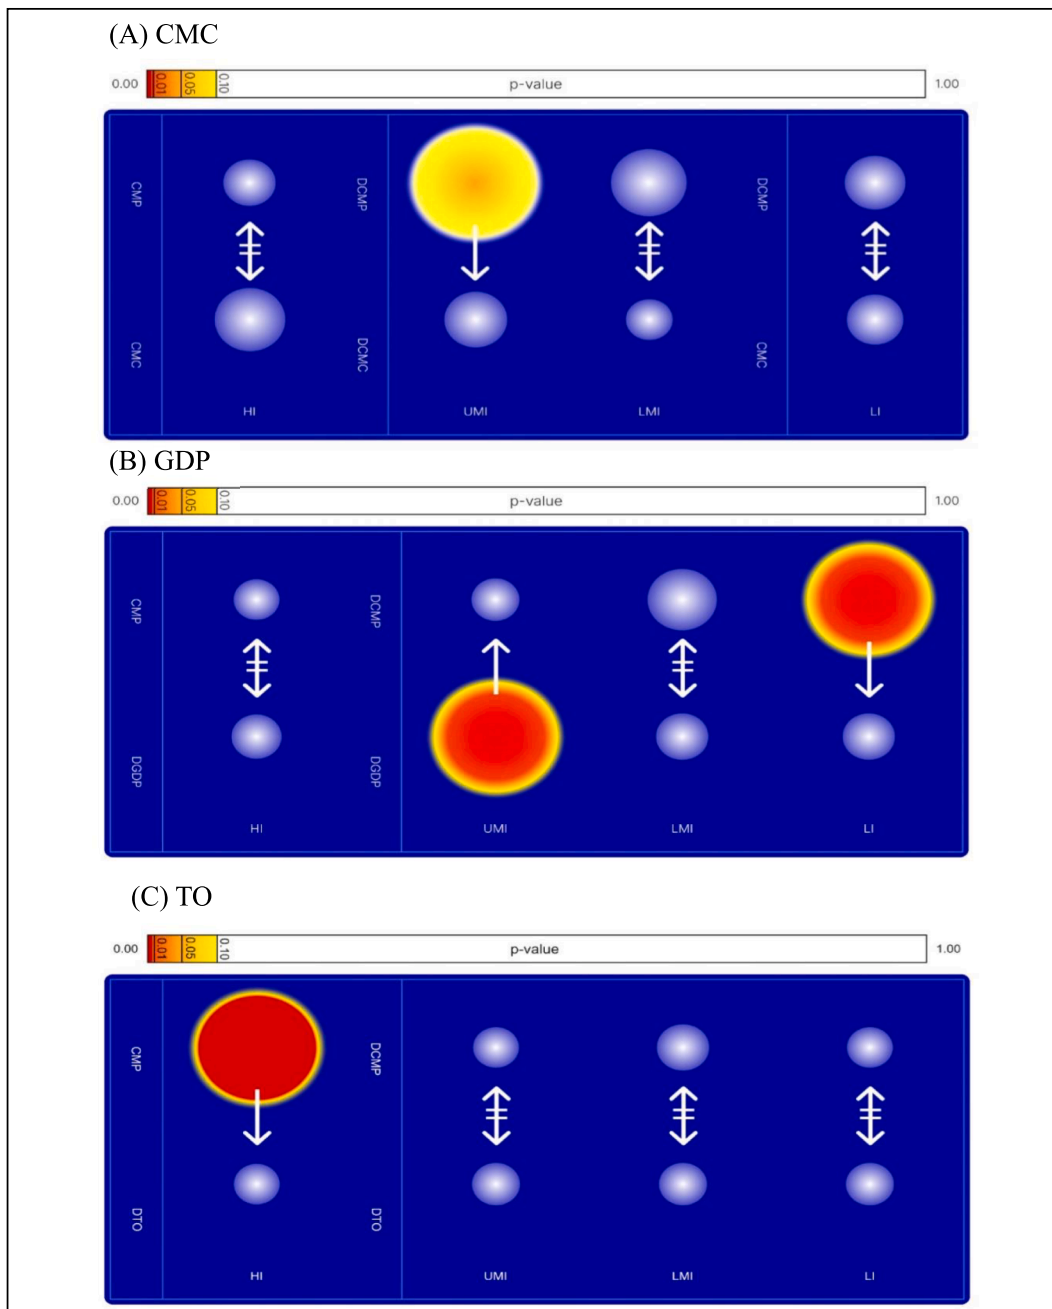 (A) CMC
0.00 0.01 0.05 0.10 p-value 1.00
CMP DCMP DCMP
CMC DCMC CMC
HI UMI LMI LI
(B) GDP
0.00 0.01 0.05 0.10 p-value 1.00
CMP DCMP
DGDP DGDP
HI UMI LMI LI
(C) TO
0.00 0.01 0.05 0.10 p-value 1.00
CMP DCMP
DTO DTO
HI UMI LMI LI